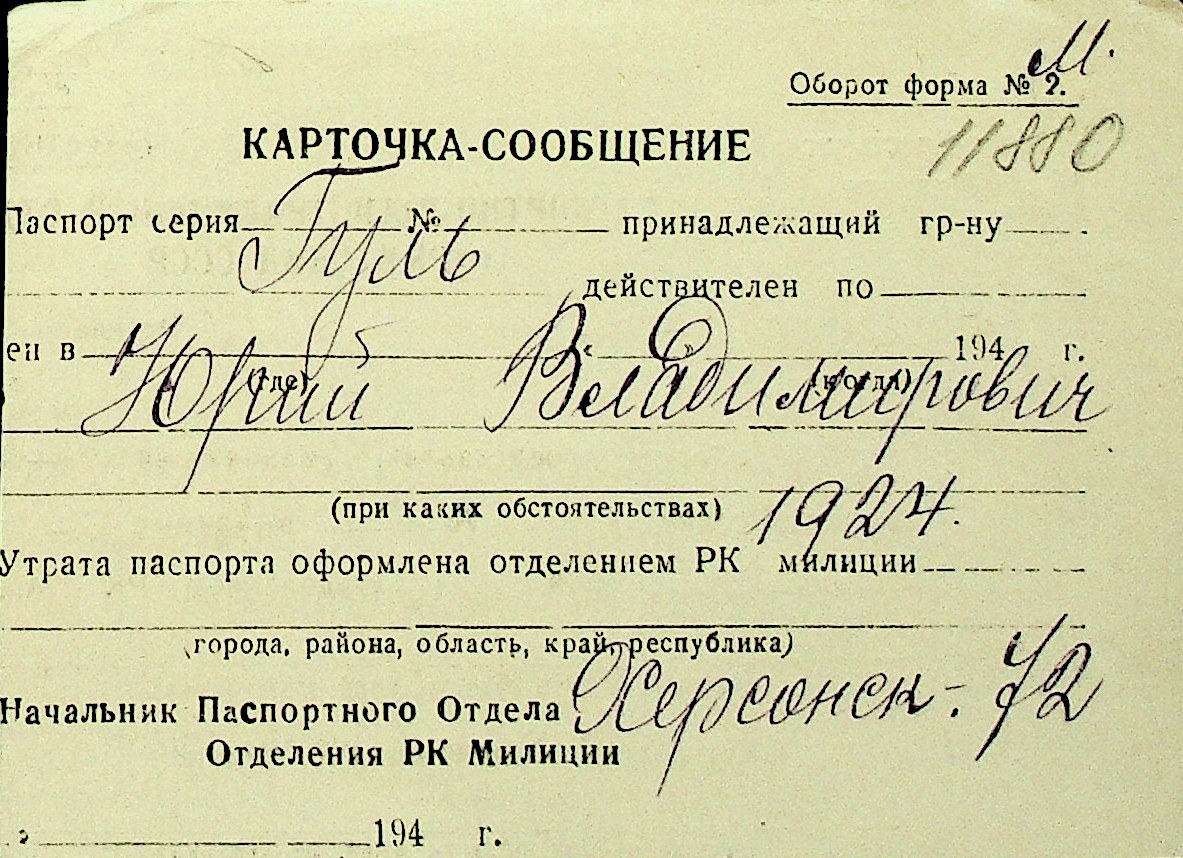 М.
Оборот форма № 2.
КАРТОЧКА-СООБЩЕНИЕ
11880
Паспорт серия № принадлежащий гр-ну
Гуль
действителен по
ен в « » 194 г.
(где) (когда)
Юрий Владимирович
(при каких обстоятельствах)
1924.
Утрата паспорта оформлена отделением РК милиции
(города, района, область, край, республика)
Начальник Паспортного Отдела
Херсонск-. 72
Отделения РК Милиции
» 194 г.